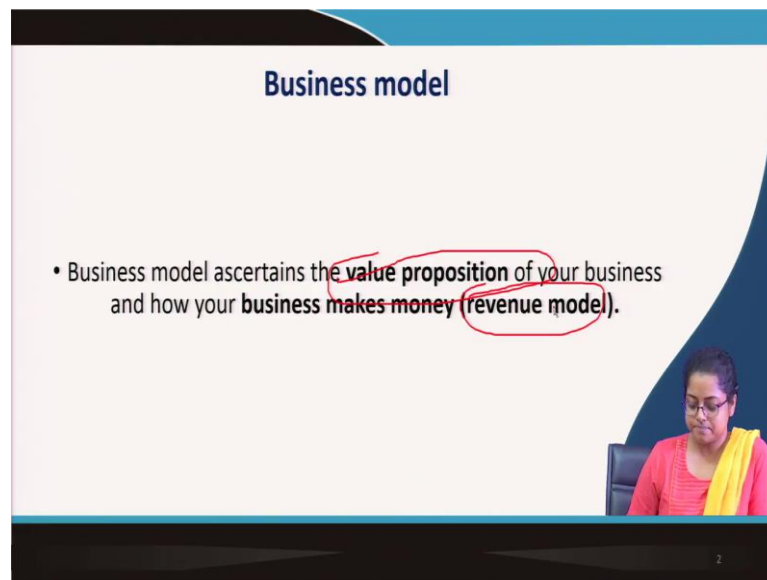 Business model
• Business model ascertains the value proposition of your business
and how your business makes money (revenue model).
2